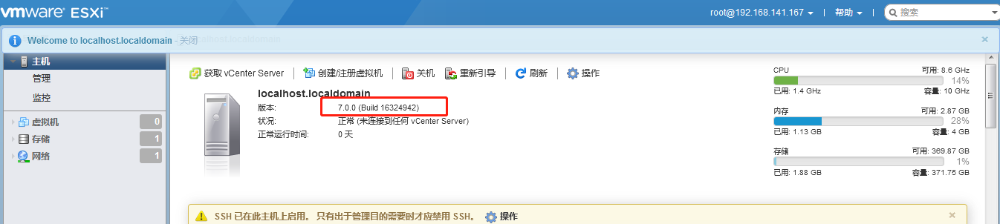 vmware ESXi™ root@192.168.141.167 | 帮助 | 搜索
Welcome to localhost.localdomain - 关闭
主机
管理
监控
虚拟机 0
存储 1
网络 1
获取 vCenter Server | 创建/注册虚拟机 | 关机 重新引导 | 刷新 | 操作
localhost.localdomain
版本: 7.0.0 (Build 16324942)
状况: 正常 (未连接到任何 vCenter Server)
正常运行时间: 0 天
CPU 可用: 8.6 GHz
14%
已用: 1.4 GHz 容量: 10 GHz
内存 可用: 2.87 GB
28%
已用: 1.13 GB 容量: 4 GB
存储 可用: 369.87 GB
1%
已用: 1.88 GB 容量: 371.75 GB
SSH 已在此主机上启用。 只有出于管理目的需要时才应禁用 SSH。 操作